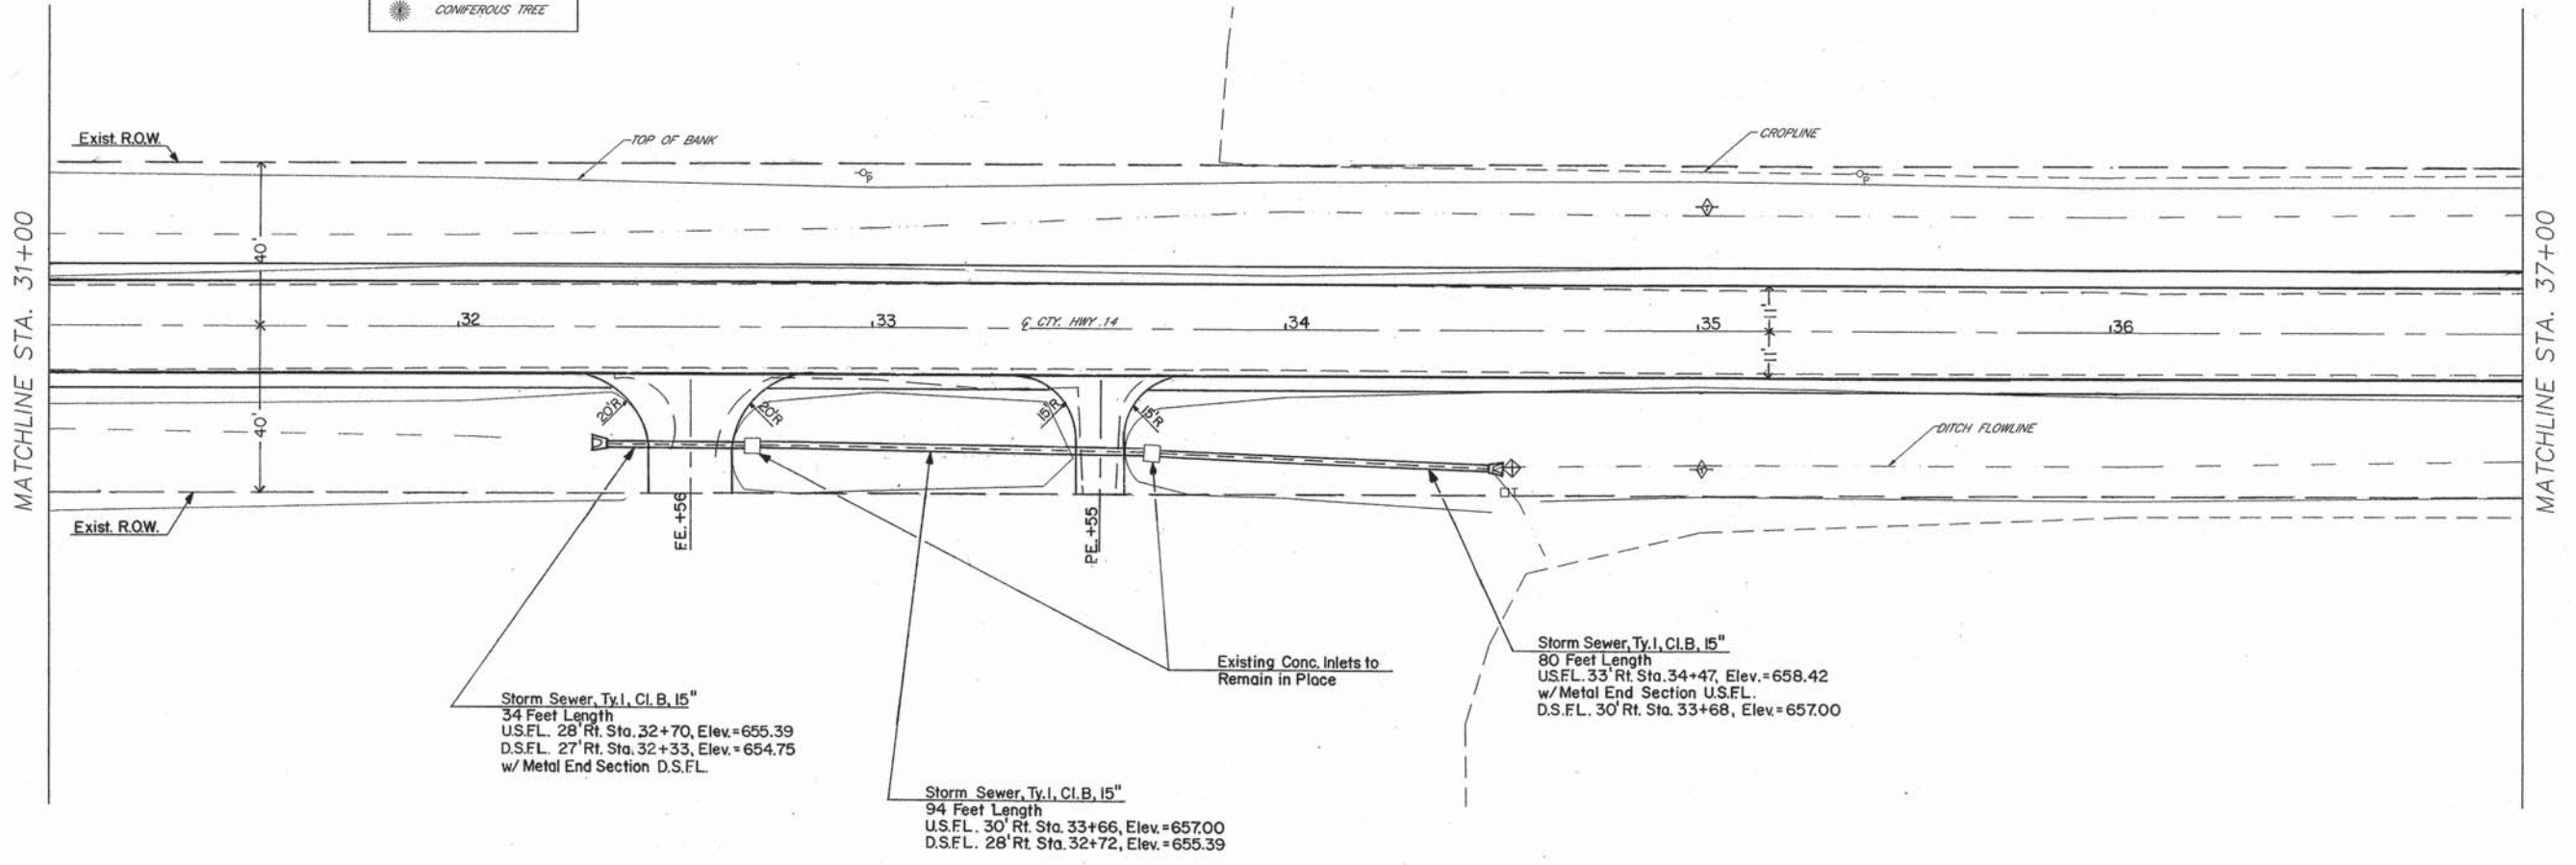 CONIFEROUS TREE
Exist. R.O.W.
TOP OF BANK
CROPLINE
P
P
T
MATCHLINE STA. 31+00
MATCHLINE STA. 37+00
40'
32
33
℄ CTY. HWY. 14
34
35
36
11'
11'
40'
20'R
20'R
15'R
15'R
DITCH FLOWLINE
T
T
Exist. R.O.W.
F.E. +56
P.E. +55
Storm Sewer, Ty. 1, Cl. B, 15"
34 Feet Length
U.S.F.L. 28' Rt. Sta. 32+70, Elev. = 655.39
D.S.F.L. 27' Rt. Sta. 32+33, Elev. = 654.75
w/ Metal End Section D.S.F.L.
Storm Sewer, Ty. 1, Cl. B, 15"
94 Feet Length
U.S.F.L. 30' Rt. Sta. 33+66, Elev. = 657.00
D.S.F.L. 28' Rt. Sta. 32+72, Elev. = 655.39
Existing Conc. Inlets to
Remain in Place
Storm Sewer, Ty. 1, Cl. B, 15"
80 Feet Length
U.S.F.L. 33' Rt. Sta. 34+47, Elev. = 658.42
w/ Metal End Section U.S.F.L.
D.S.F.L. 30' Rt. Sta. 33+68, Elev. = 657.00